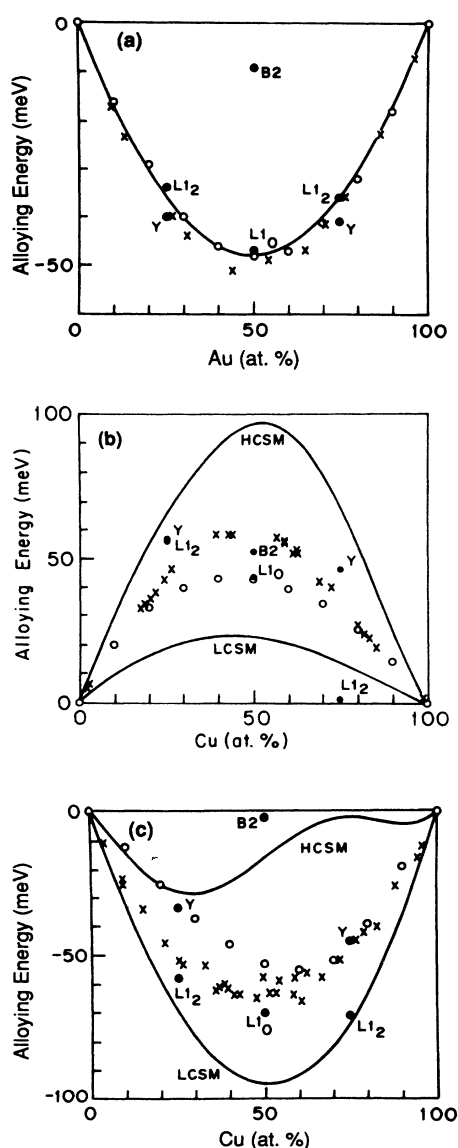 (a)
0
B2
L1₂
L1₂
Y
Y
L1₀
-50
0
50
100
Alloying Energy (meV)
Au (at. %)
100
(b)
HCSM
Y
L1₂
B2
Y
50
L1₀
LCSM
L1₂
0
0
50
100
Alloying Energy (meV)
Cu (at. %)
0
(c)
B2
HCSM
Y
Y
-50
L1₂
L1₀
L1₂
LCSM
-100
0
50
100
Alloying Energy (meV)
Cu (at. %)